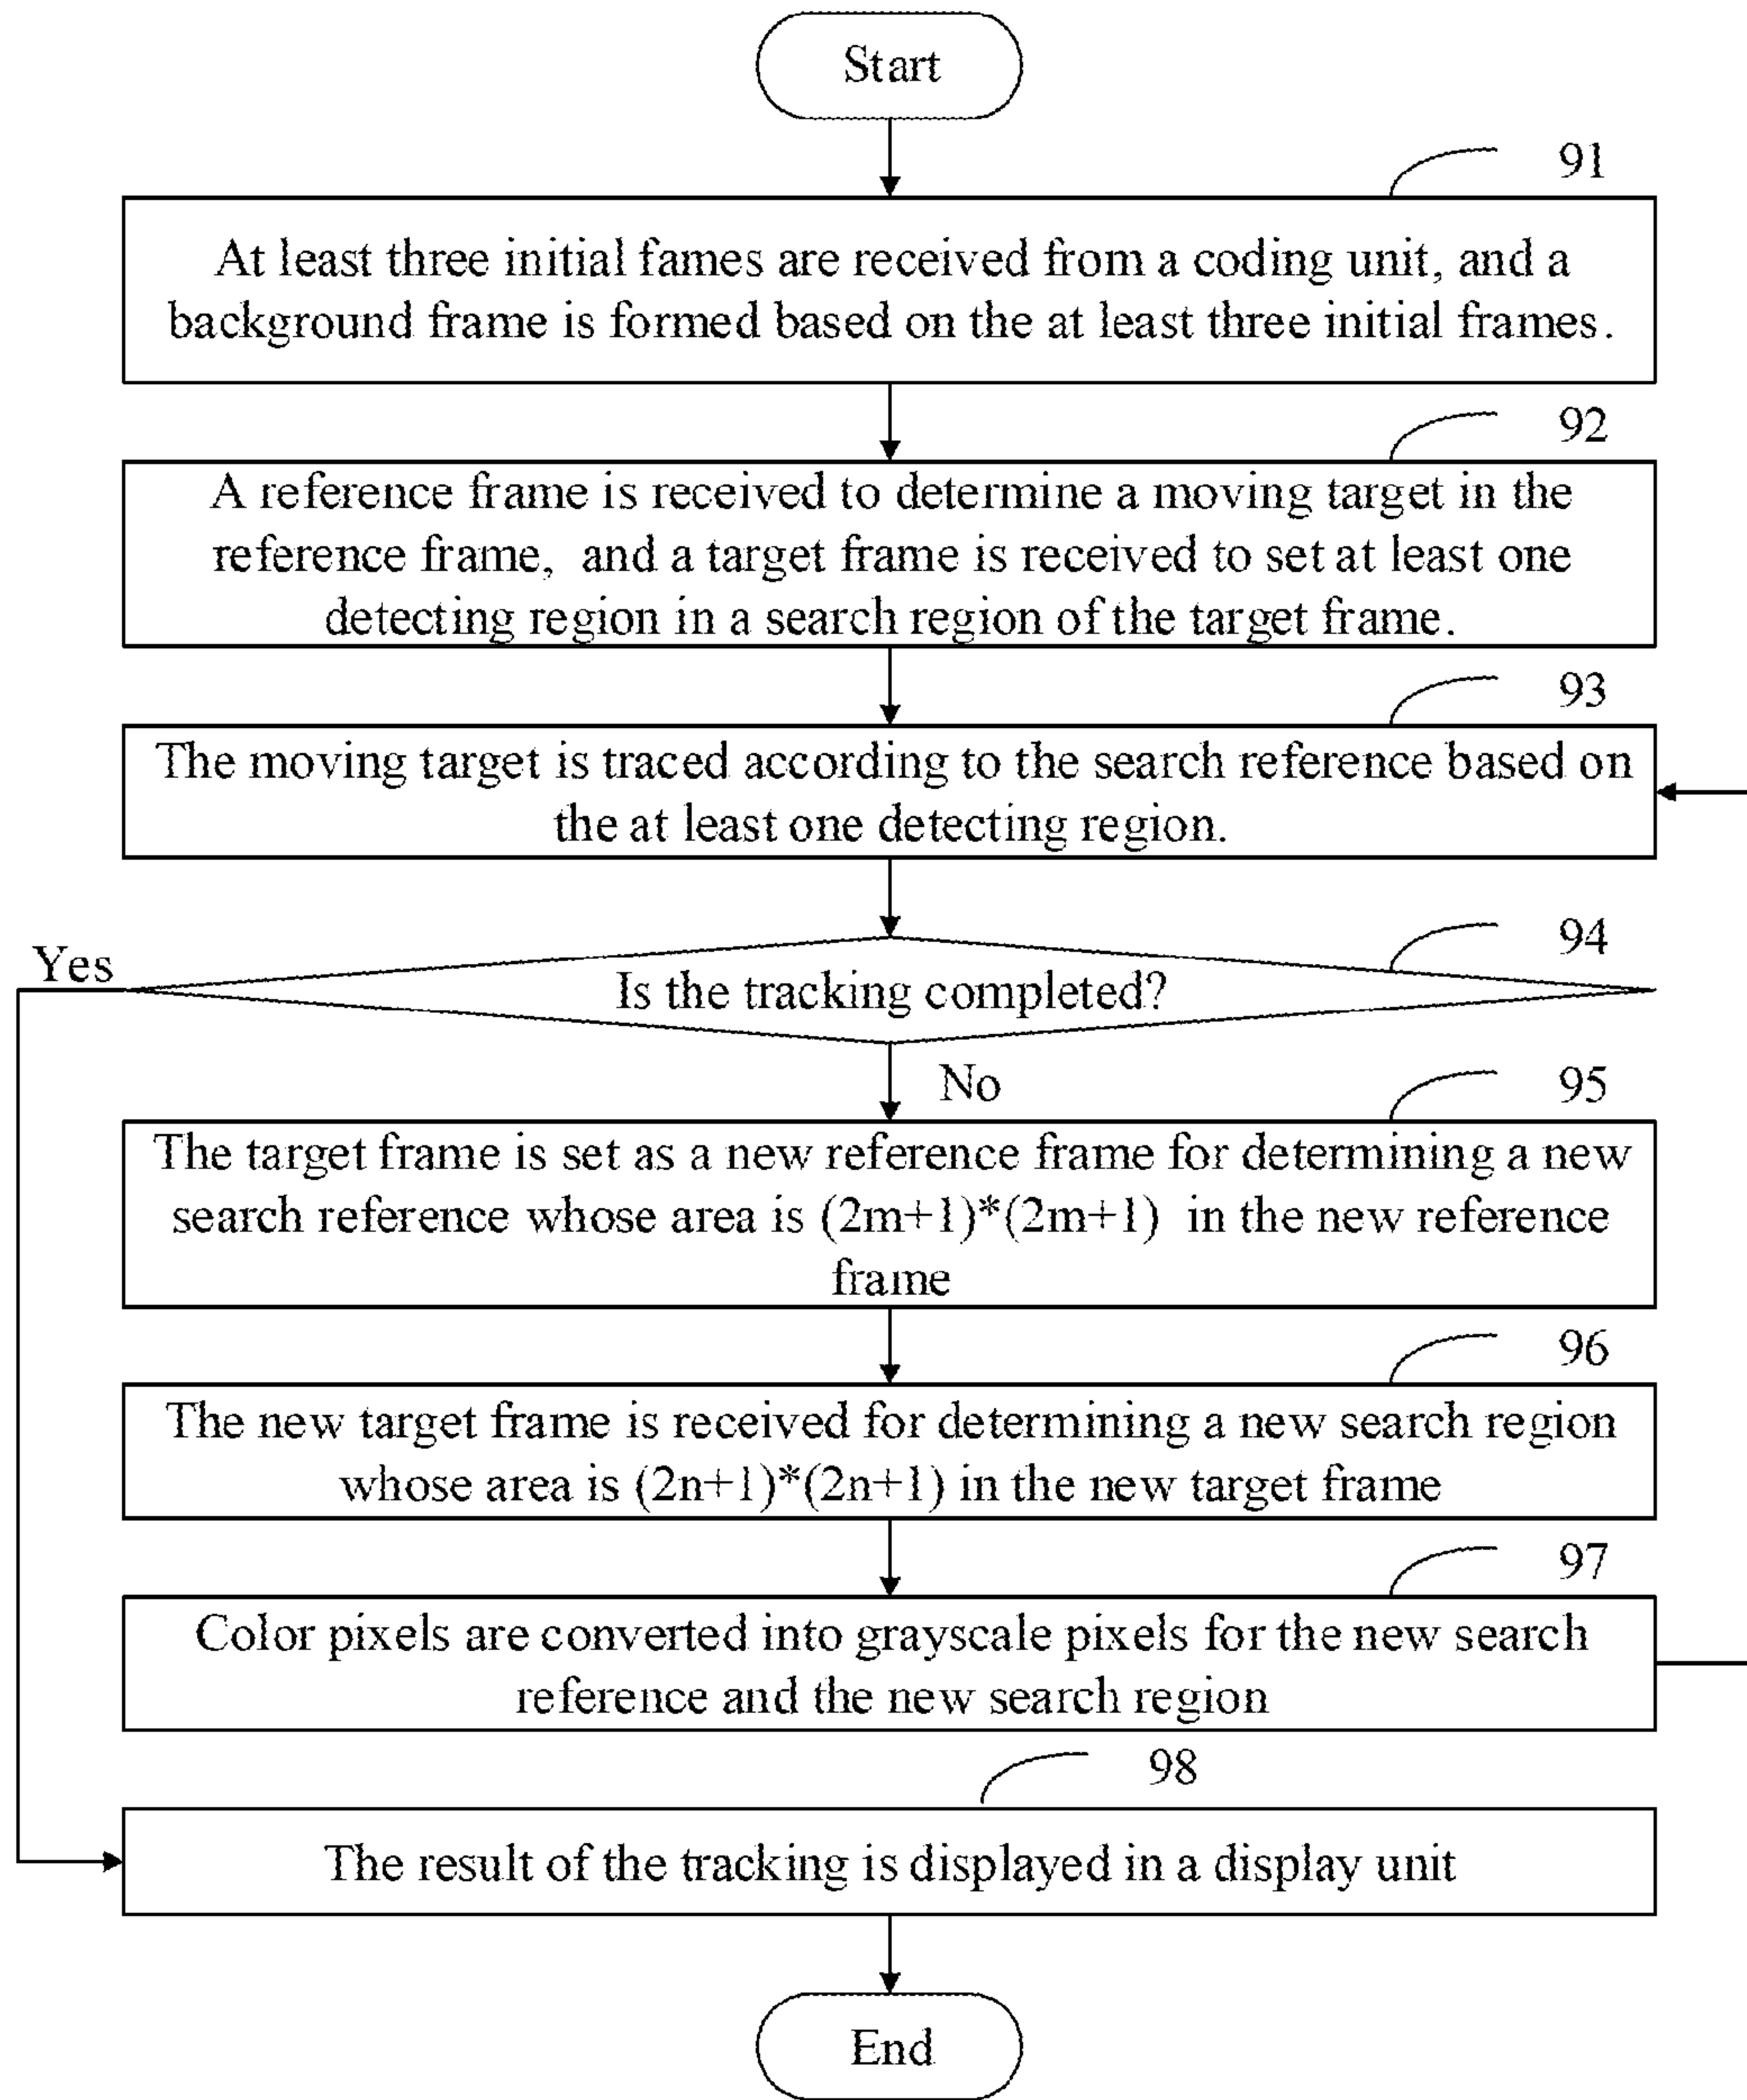 Start
91
At least three initial fames are received from a coding unit, and a
background frame is formed based on the at least three initial frames.
92
A reference frame is received to determine a moving target in the
reference frame, and a target frame is received to set at least one
detecting region in a search region of the target frame.
93
The moving target is traced according to the search reference based on
the at least one detecting region.
94
Yes
Is the tracking completed?
No
95
The target frame is set as a new reference frame for determining a new
search reference whose area is (2m+1)*(2m+1) in the new reference
frame
96
The new target frame is received for determining a new search region
whose area is (2n+1)*(2n+1) in the new target frame
97
Color pixels are converted into grayscale pixels for the new search
reference and the new search region
98
The result of the tracking is displayed in a display unit
End